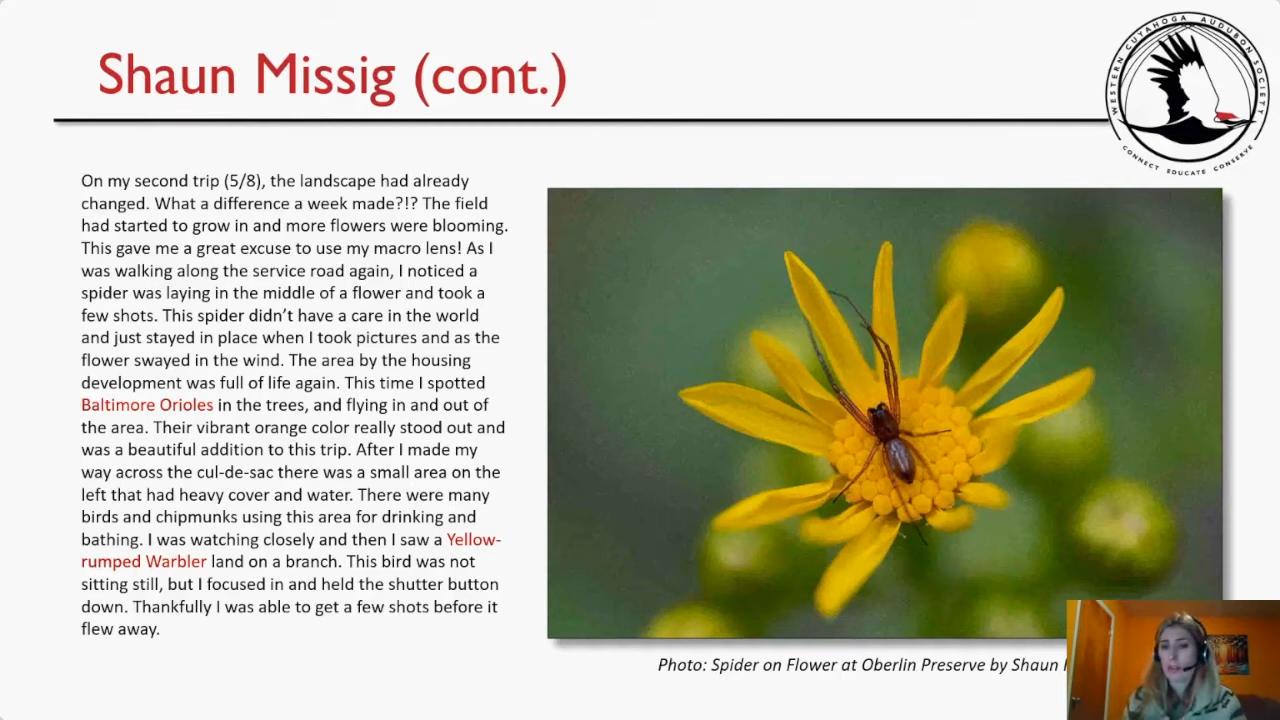 Shaun Missig (cont.)
WESTERN CUYAHOGA AUDUBON SOCIETY
CONNECT EDUCATE CONSERVE
On my second trip (5/8), the landscape had already
changed. What a difference a week made?!? The field
had started to grow in and more flowers were blooming.
This gave me a great excuse to use my macro lens! As I
was walking along the service road again, I noticed a
spider was laying in the middle of a flower and took a
few shots. This spider didn’t have a care in the world
and just stayed in place when I took pictures and as the
flower swayed in the wind. The area by the housing
development was full of life again. This time I spotted
Baltimore Orioles in the trees, and flying in and out of
the area. Their vibrant orange color really stood out and
was a beautiful addition to this trip. After I made my
way across the cul-de-sac there was a small area on the
left that had heavy cover and water. There were many
birds and chipmunks using this area for drinking and
bathing. I was watching closely and then I saw a Yellow-
rumped Warbler land on a branch. This bird was not
sitting still, but I focused in and held the shutter button
down. Thankfully I was able to get a few shots before it
flew away.
Photo: Spider on Flower at Oberlin Preserve by Shaun